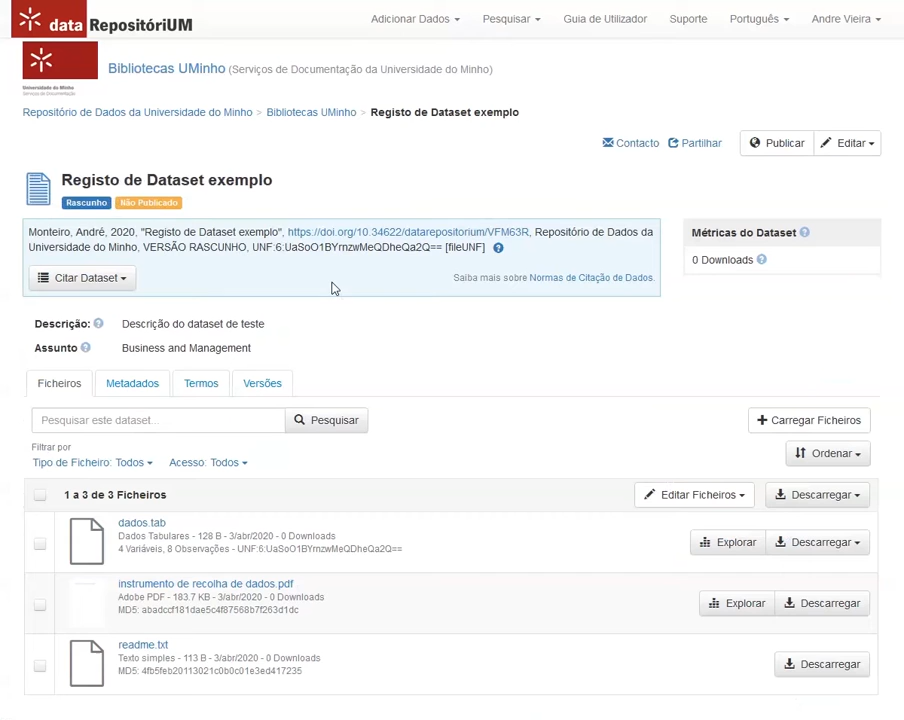 data RepositóriUM
Adicionar Dados Pesquisar Guia de Utilizador Suporte Português Andre Vieira
Universidade do Minho
Serviços de Documentação
Bibliotecas UMinho (Serviços de Documentação da Universidade do Minho)
Repositório de Dados da Universidade do Minho > Bibliotecas UMinho > Registo de Dataset exemplo
Contacto Partilhar Publicar Editar
Registo de Dataset exemplo
Rascunho Não Publicado
Monteiro, André, 2020, "Registo de Dataset exemplo", https://doi.org/10.34622/datarepositorium/VFM63R, Repositório de Dados da
Universidade do Minho, VERSÃO RASCUNHO, UNF:6:UaSoO1BYrnzwMeQDheQa2Q== [fileUNF] ?
Citar Dataset Saiba mais sobre Normas de Citação de Dados.
Métricas do Dataset ?
0 Downloads ?
Descrição: ? Descrição do dataset de teste
Assunto ? Business and Management
Ficheiros Metadados Termos Versões
Pesquisar este dataset... Pesquisar + Carregar Ficheiros
Filtrar por
Tipo de Ficheiro: Todos Acesso: Todos Ordenar
1 a 3 de 3 Ficheiros Editar Ficheiros Descarregar
dados.tab
Dados Tabulares - 128 B - 3/abr/2020 - 0 Downloads
4 Variáveis, 8 Observações - UNF:6:UaSoO1BYrnzwMeQDheQa2Q==
Explorar Descarregar
instrumento de recolha de dados.pdf
Adobe PDF - 183.7 KB - 3/abr/2020 - 0 Downloads
MD5: abadccf181dae5c4f87568b7f263d1dc
Explorar Descarregar
readme.txt
Texto simples - 113 B - 3/abr/2020 - 0 Downloads
MD5: 4fb5feb20113021c0b0c01e3ed417235
Descarregar